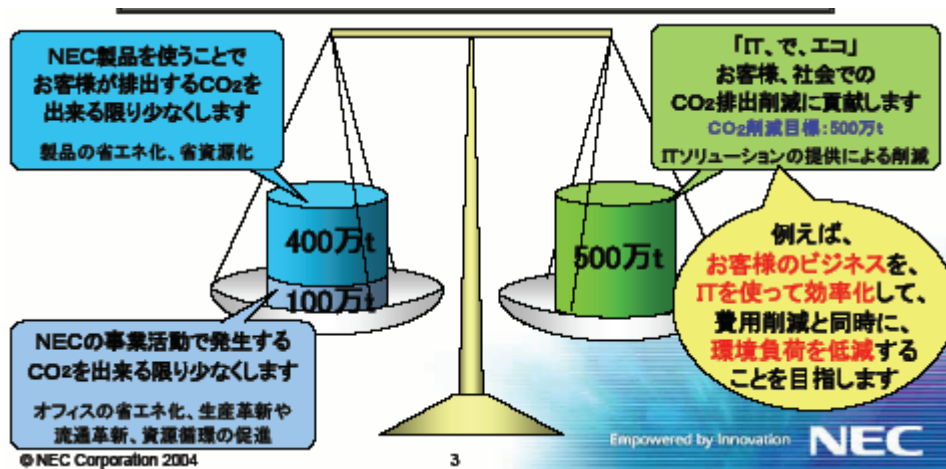 NEC製品を使うことで
お客様が排出するCO2を
出来る限り少なくします
製品の省エネ化、省資源化
「IT、で、エコ」
お客様、社会での
CO2排出削減に貢献します
CO2削減目標:500万t
ITソリューションの提供による削減
400万t
100万t
500万t
例えば、
お客様のビジネスを、
ITを使って効率化して、
費用削減と同時に、
環境負荷を低減する
ことを目指します
NECの事業活動で発生する
CO2を出来る限り少なくします
オフィスの省エネ化、生産革新や
流通革新、資源循環の促進
© NEC Corporation 2004
3
Empowered by Innovation
NEC